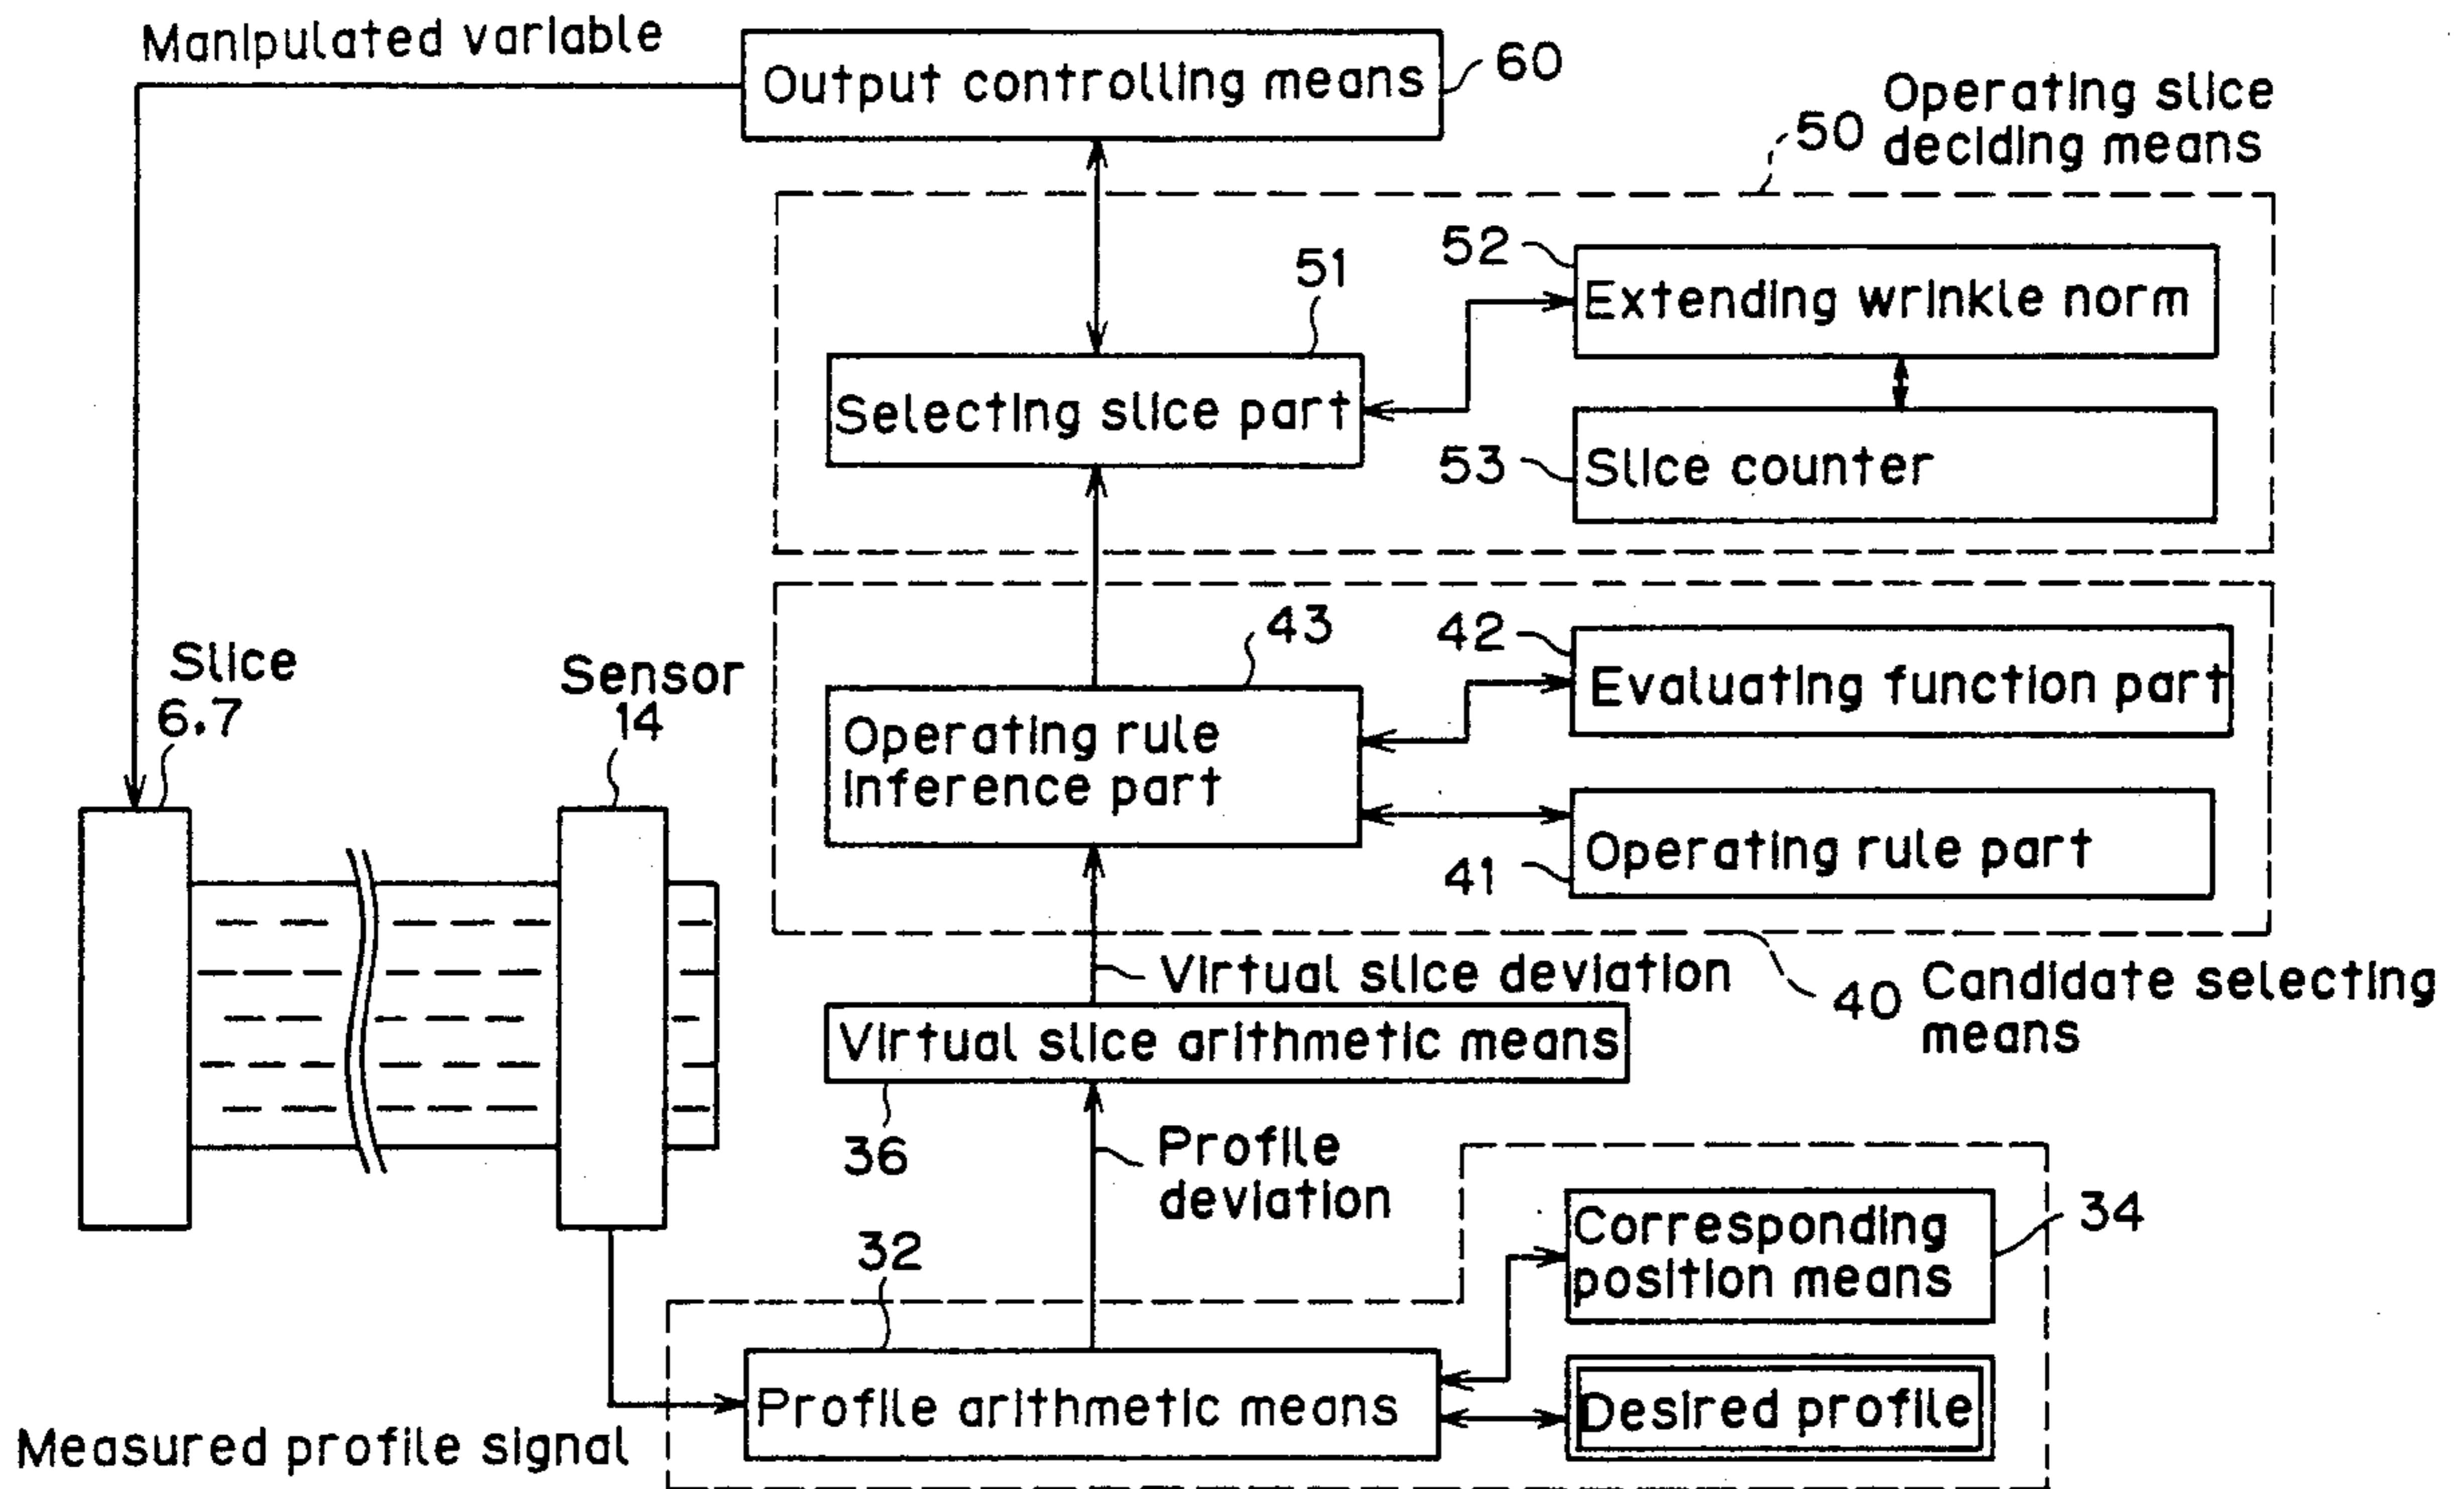 Manipulated variable
Output controlling means
60
50
Operating slice
deciding means
52
Extending wrinkle norm
51
Selecting slice part
53
Slice counter
43
42
Evaluating function part
Operating rule
inference part
41
Operating rule part
Slice
6.7
Sensor
14
Virtual slice deviation
40
Candidate selecting
means
Virtual slice arithmetic means
36
Profile
deviation
34
Corresponding
position means
32
Profile arithmetic means
Desired profile
Measured profile signal